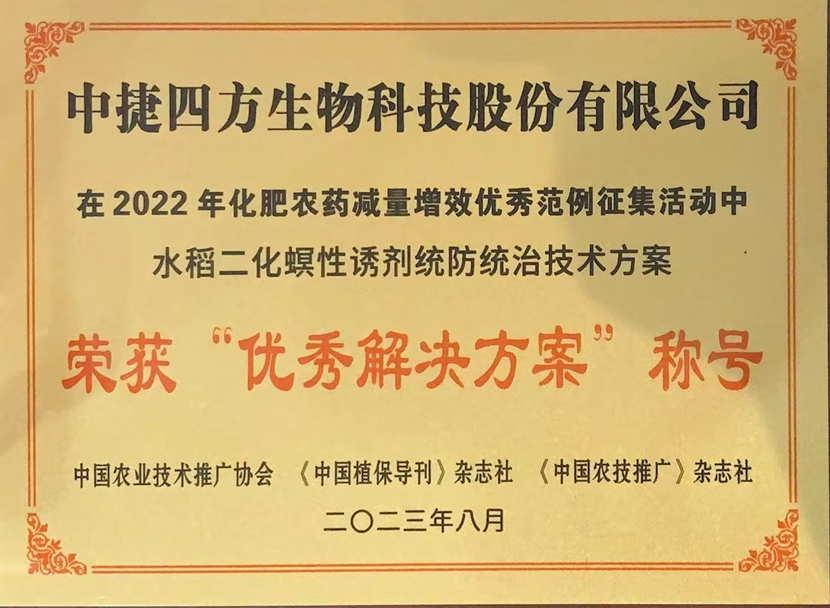 中捷四方生物科技股份有限公司
在2022年化肥农药减量增效优秀范例征集活动中
水稻二化螟性诱剂统防统治技术方案
荣获“优秀解决方案”称号
中国农业技术推广协会 《中国植保导刊》杂志社 《中国农技推广》杂志社
二〇二三年八月